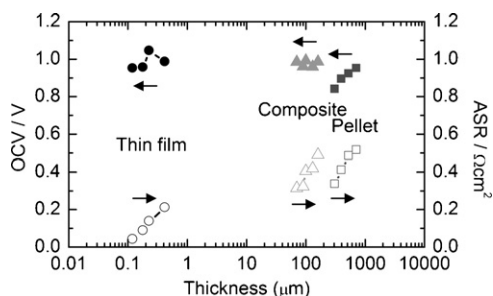 OCV / V
1.2
1.0
0.8
0.6
0.4
0.2
0.0
Thin film
Composite
Pellet
1.2
1.0
0.8
0.6
0.4
0.2
0.0
ASR / Ωcm²
0.01 0.1 1 10 100 1000 10000
Thickness (μm)